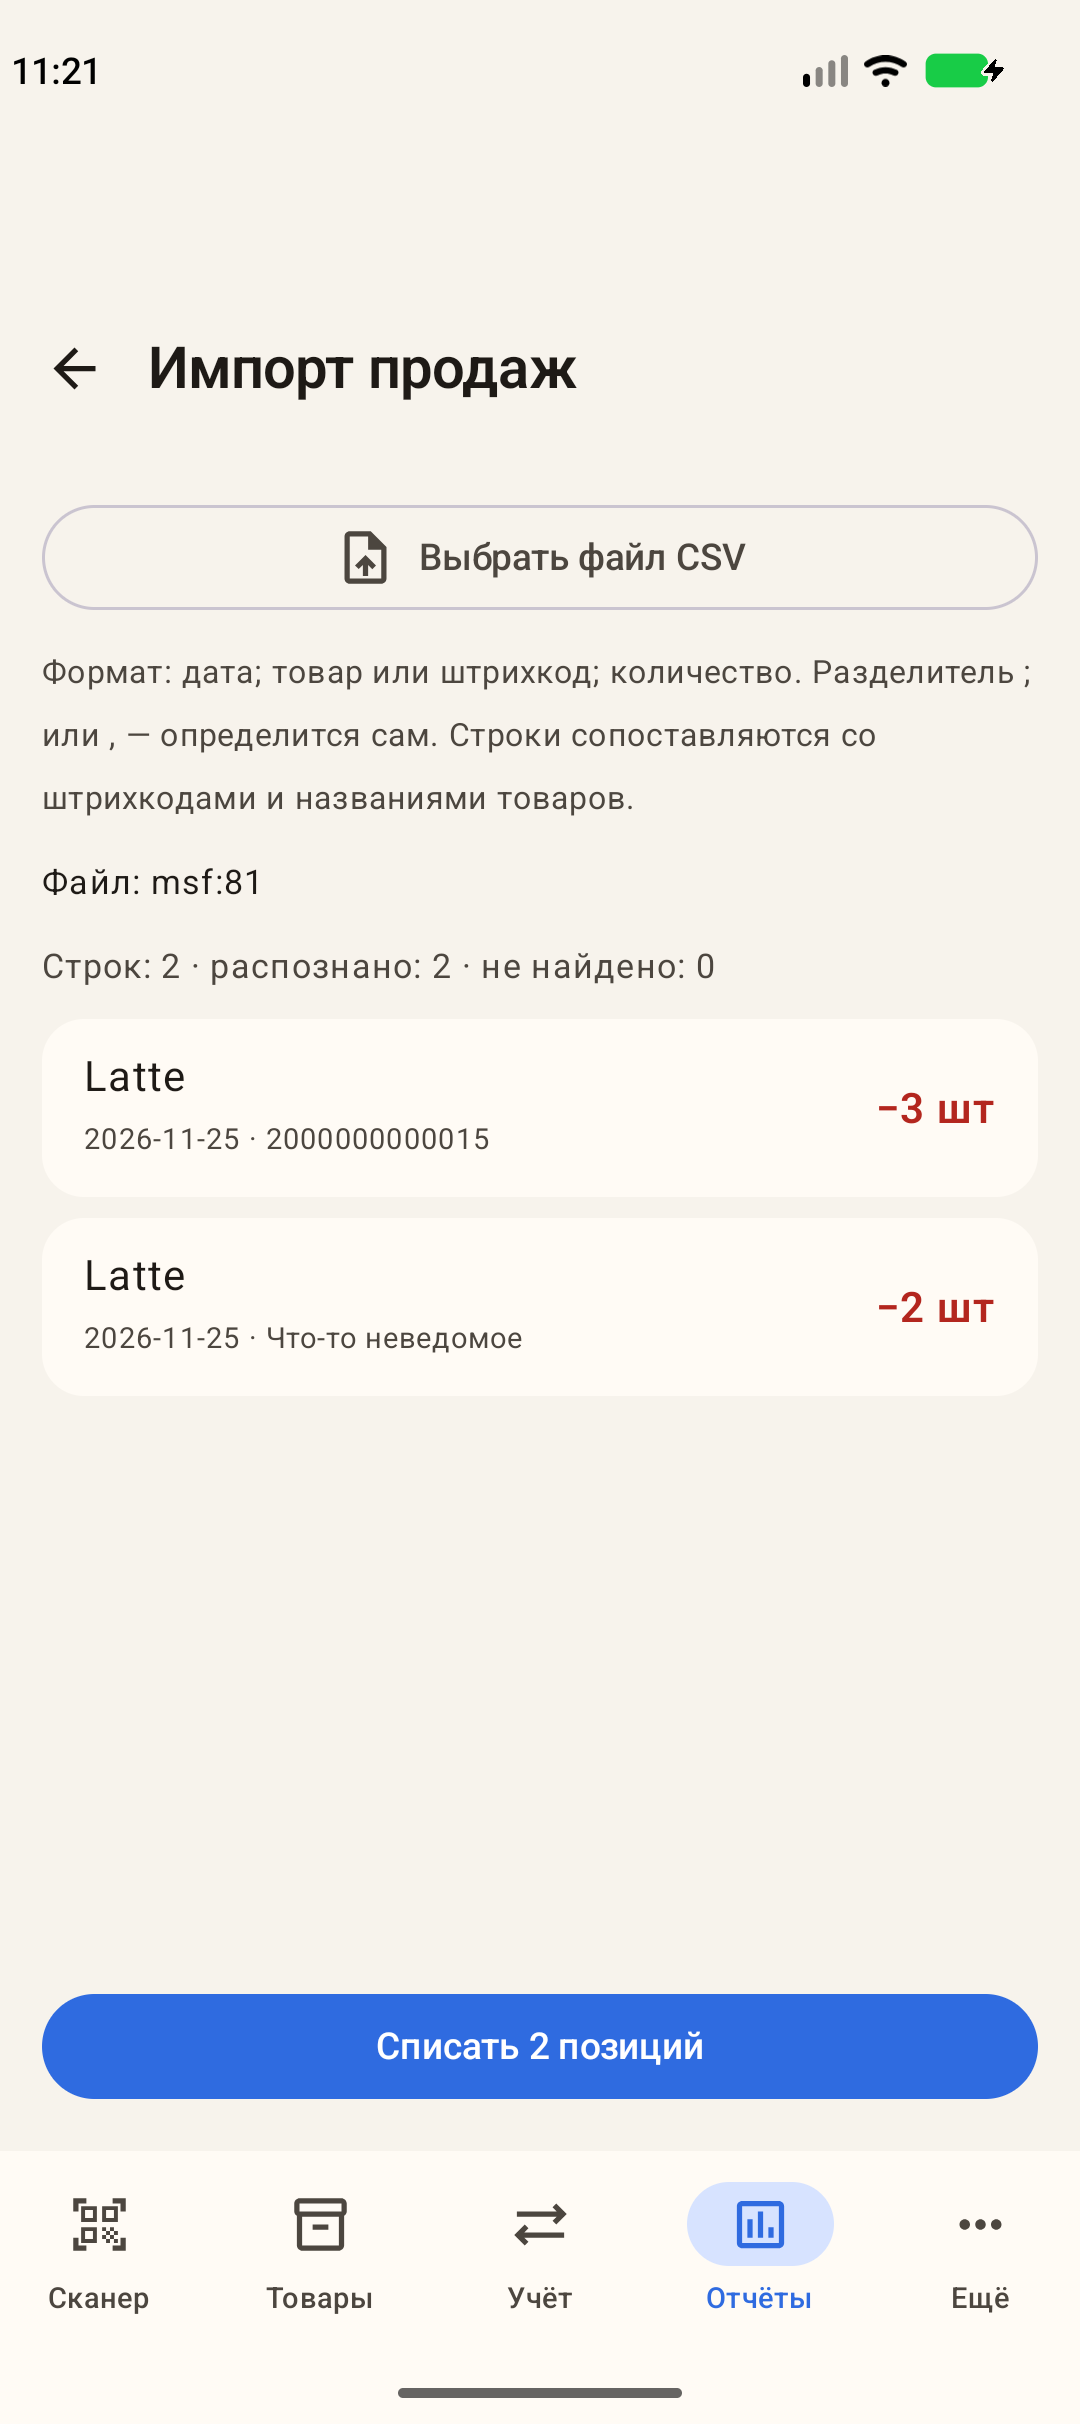 11:21
Импорт продаж
Выбрать файл CSV
Формат: дата; товар или штрихкод; количество. Разделитель ;
или , — определится сам. Строки сопоставляются со
штрихкодами и названиями товаров.
Файл: msf:81
Строк: 2 · распознано: 2 · не найдено: 0
Latte
2026-11-25 · 2000000000015
−3 шт
Latte
2026-11-25 · Что-то неведомое
−2 шт
Списать 2 позиций
Сканер
Товары
Учёт
Отчёты
Ещё